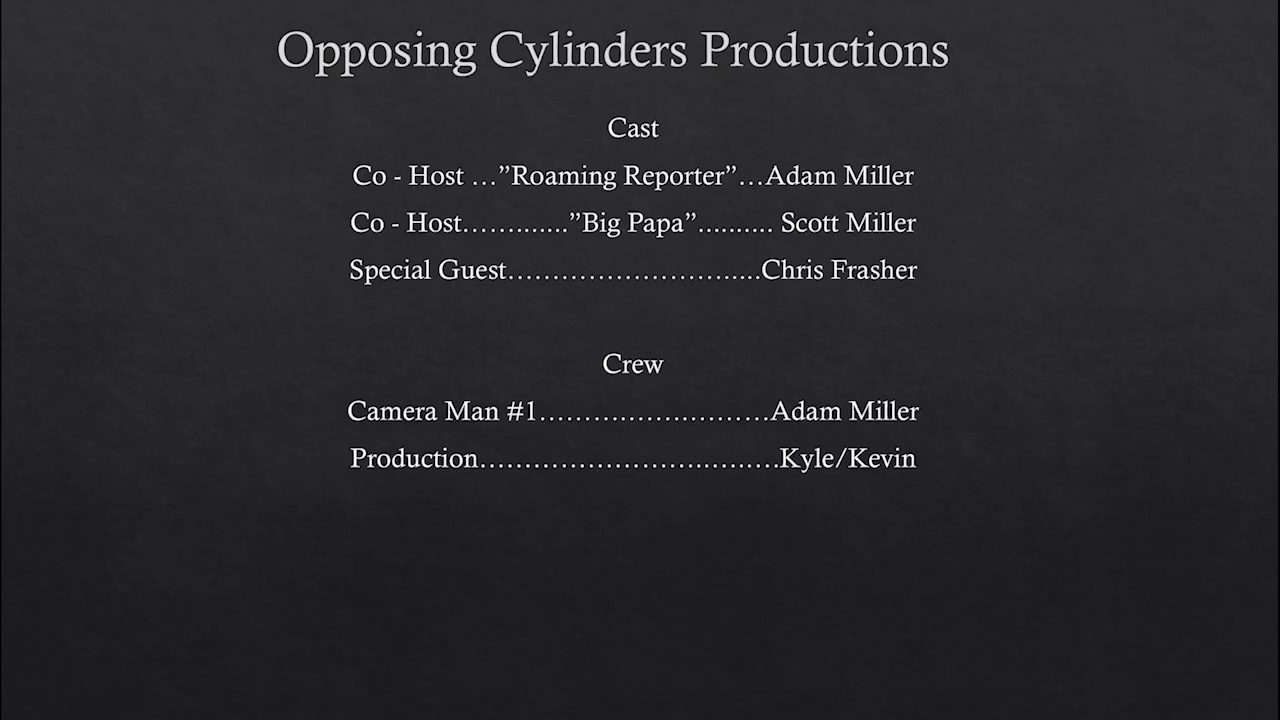 Opposing Cylinders Productions
Cast
Co - Host …”Roaming Reporter”…Adam Miller
Co - Host…….......”Big Papa”.......... Scott Miller
Special Guest……………………......Chris Frasher
Crew
Camera Man #1……………………Adam Miller
Production…………………….…..…Kyle/Kevin